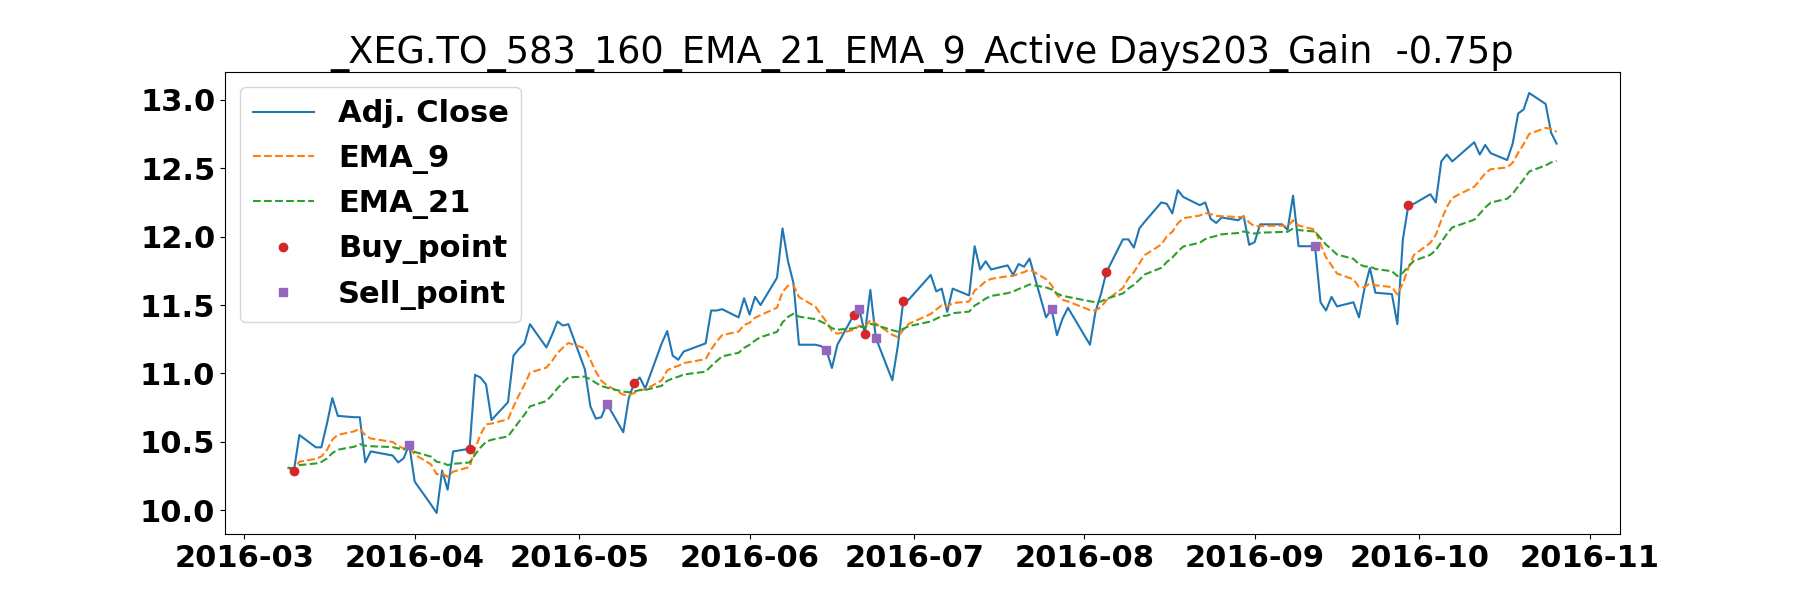 _XEG.TO_583_160_EMA_21_EMA_9_Active Days203_Gain  -0.75p
Adj. Close
EMA_9
EMA_21
Buy_point
Sell_point
13.0
12.5
12.0
11.5
11.0
10.5
10.0
2016-03 2016-04 2016-05 2016-06 2016-07 2016-08 2016-09 2016-10 2016-11